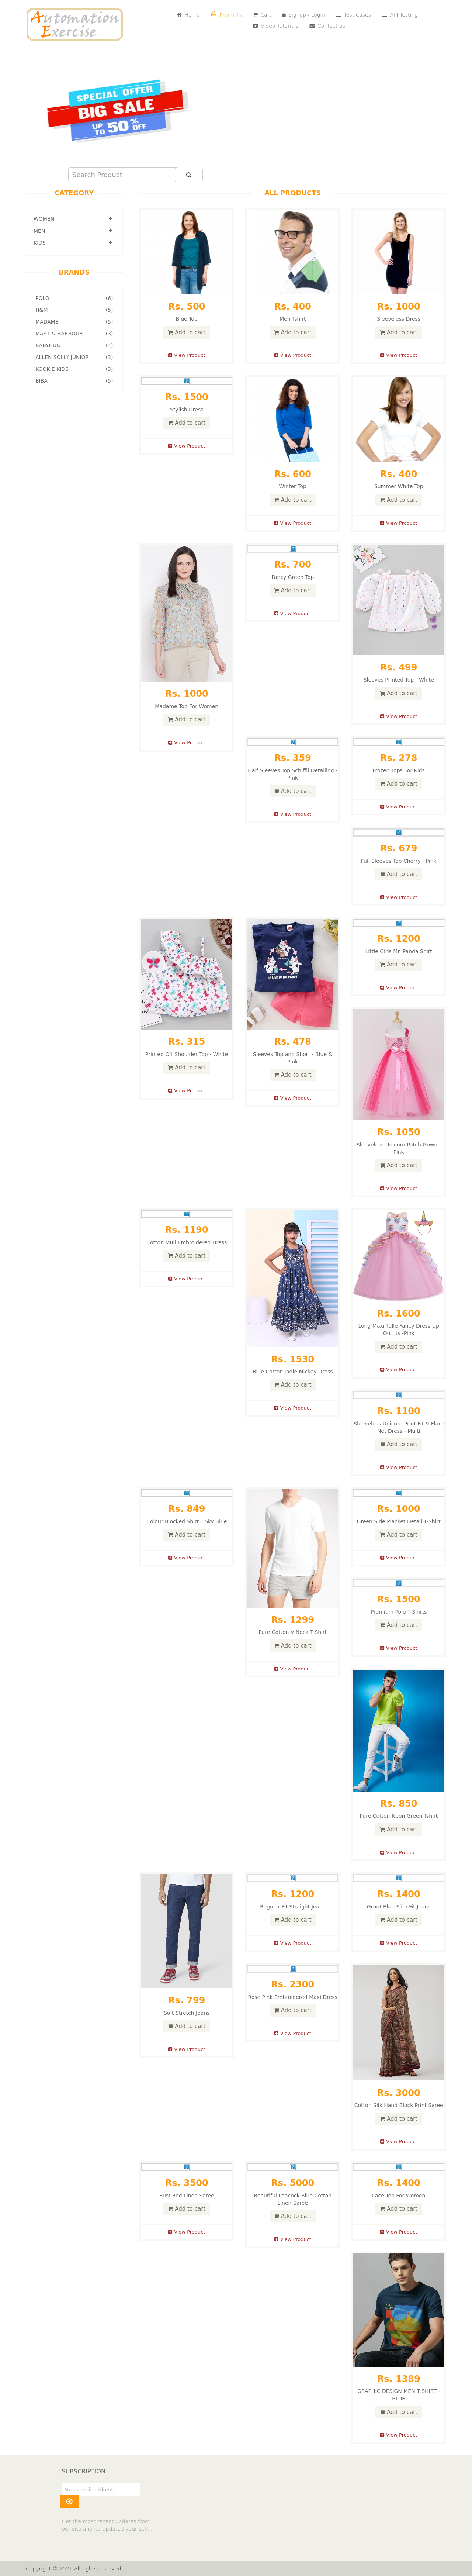 Automation
Exercise
Home
Products
Cart
Signup / Login
Test Cases
API Testing
Video Tutorials
Contact us
SPECIAL OFFER
BIG SALE
UP TO 50% OFF
Search Product
CATEGORY
WOMEN
MEN
KIDS
BRANDS
POLO (6)
H&M (5)
MADAME (5)
MAST & HARBOUR (3)
BABYHUG (4)
ALLEN SOLLY JUNIOR (3)
KOOKIE KIDS (3)
BIBA (5)
ALL PRODUCTS
Rs. 500
Blue Top
Add to cart
View Product
Rs. 400
Men Tshirt
Add to cart
View Product
Rs. 1000
Sleeveless Dress
Add to cart
View Product
Rs. 1500
Stylish Dress
Add to cart
View Product
Rs. 600
Winter Top
Add to cart
View Product
Rs. 400
Summer White Top
Add to cart
View Product
Rs. 1000
Madame Top For Women
Add to cart
View Product
Rs. 700
Fancy Green Top
Add to cart
View Product
Rs. 499
Sleeves Printed Top - White
Add to cart
View Product
Rs. 359
Half Sleeves Top Schiffli Detailing -
Pink
Add to cart
View Product
Rs. 278
Frozen Tops For Kids
Add to cart
View Product
Rs. 679
Full Sleeves Top Cherry - Pink
Add to cart
View Product
Rs. 315
Printed Off Shoulder Top - White
Add to cart
View Product
Rs. 478
Sleeves Top and Short - Blue &
Pink
Add to cart
View Product
Rs. 1200
Little Girls Mr. Panda Shirt
Add to cart
View Product
Rs. 1050
Sleeveless Unicorn Patch Gown -
Pink
Add to cart
View Product
Rs. 1190
Cotton Mull Embroidered Dress
Add to cart
View Product
Rs. 1530
Blue Cotton Indie Mickey Dress
Add to cart
View Product
Rs. 1600
Long Maxi Tulle Fancy Dress Up
Outfits -Pink
Add to cart
View Product
Rs. 1100
Sleeveless Unicorn Print Fit & Flare
Net Dress - Multi
Add to cart
View Product
Rs. 849
Colour Blocked Shirt – Sky Blue
Add to cart
View Product
Rs. 1299
Pure Cotton V-Neck T-Shirt
Add to cart
View Product
Rs. 1000
Green Side Placket Detail T-Shirt
Add to cart
View Product
Rs. 1500
Premium Polo T-Shirts
Add to cart
View Product
Rs. 850
Pure Cotton Neon Green Tshirt
Add to cart
View Product
Rs. 799
Soft Stretch Jeans
Add to cart
View Product
Rs. 1200
Regular Fit Straight Jeans
Add to cart
View Product
Rs. 1400
Grunt Blue Slim Fit Jeans
Add to cart
View Product
Rs. 2300
Rose Pink Embroidered Maxi Dress
Add to cart
View Product
Rs. 3000
Cotton Silk Hand Block Print Saree
Add to cart
View Product
Rs. 3500
Rust Red Linen Saree
Add to cart
View Product
Rs. 5000
Beautiful Peacock Blue Cotton
Linen Saree
Add to cart
View Product
Rs. 1400
Lace Top For Women
Add to cart
View Product
Rs. 1389
GRAPHIC DESIGN MEN T SHIRT -
BLUE
Add to cart
View Product
SUBSCRIPTION
Your email address
Get the most recent updates from
our site and be updated your self...
Copyright © 2021 All rights reserved